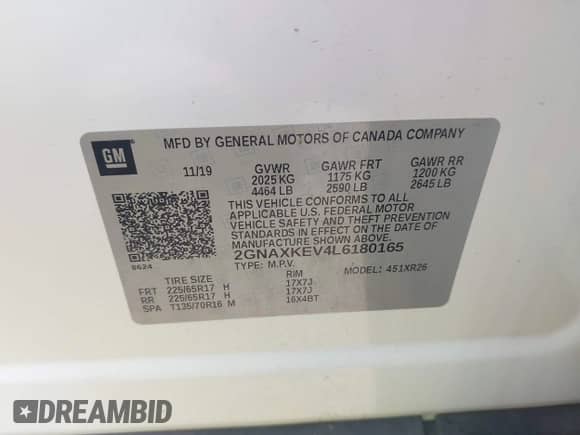 MFD BY GENERAL MOTORS OF CANADA COMPANY
GM
11/19 GVWR GAWR FRT GAWR RR
2025 KG 1175 KG 1200 KG
4464 LB 2590 LB 2645 LB
THIS VEHICLE CONFORMS TO ALL
APPLICABLE U.S. FEDERAL MOTOR
VEHICLE SAFETY AND THEFT PREVENTION
STANDARDS IN EFFECT ON THE DATE OF
MANUFACTURE SHOWN ABOVE.
2GNAXKEV4L6180165
8624
TYPE: M.P.V. MODEL: 451XR26
TIRE SIZE RIM
FRT 225/65R17 H 17X7J
RR 225/65R17 H 17X7J
SPA T135/70R16 M 16X4BT
DREAMBID